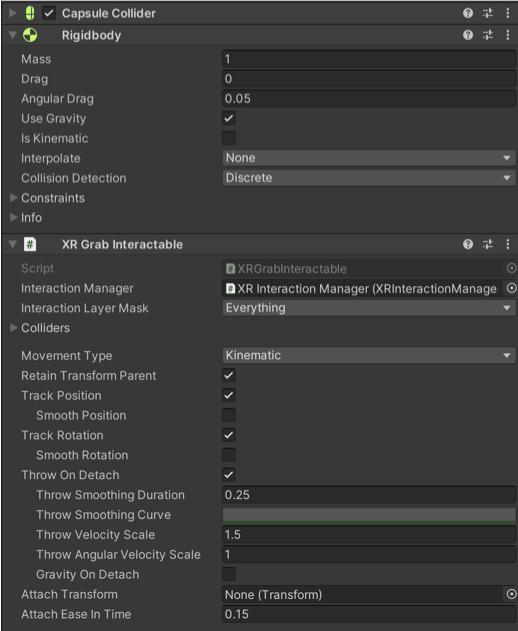 Capsule Collider
Rigidbody
Mass 1
Drag 0
Angular Drag 0.05
Use Gravity
Is Kinematic
Interpolate None
Collision Detection Discrete
Constraints
Info
# XR Grab Interactable
Script # XRGrabInteractable
Interaction Manager # XR Interaction Manager (XRInteractionManage
Interaction Layer Mask Everything
Colliders
Movement Type Kinematic
Retain Transform Parent
Track Position
Smooth Position
Track Rotation
Smooth Rotation
Throw On Detach
Throw Smoothing Duration 0.25
Throw Smoothing Curve
Throw Velocity Scale 1.5
Throw Angular Velocity Scale 1
Gravity On Detach
Attach Transform None (Transform)
Attach Ease In Time 0.15